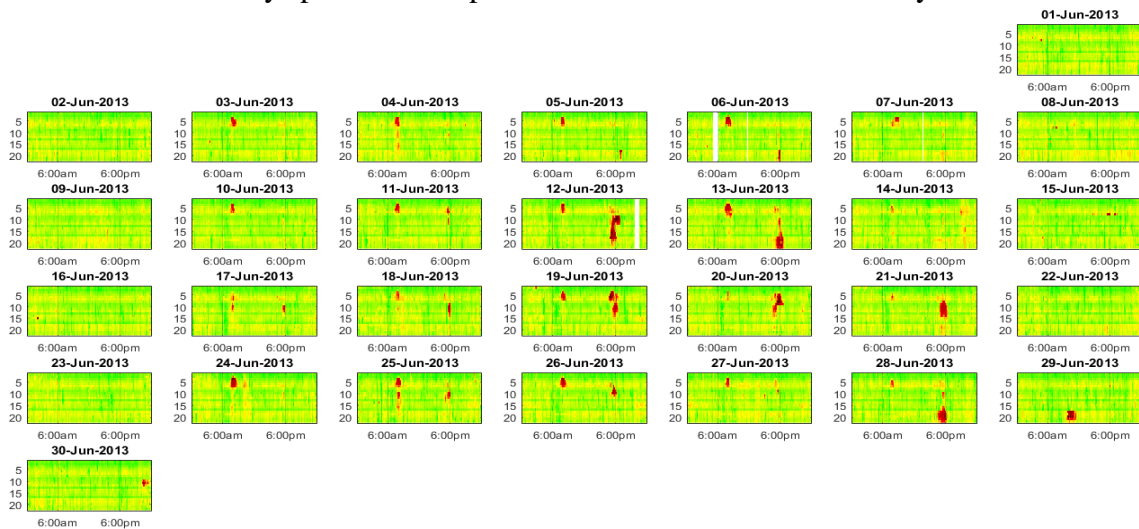 01-Jun-2013
5
10
15
20
6:00am 6:00pm
02-Jun-2013 03-Jun-2013 04-Jun-2013 05-Jun-2013 06-Jun-2013 07-Jun-2013 08-Jun-2013
5 5 5 5 5 5 5
10 10 10 10 10 10 10
15 15 15 15 15 15 15
20 20 20 20 20 20 20
6:00am 6:00pm 6:00am 6:00pm 6:00am 6:00pm 6:00am 6:00pm 6:00am 6:00pm 6:00am 6:00pm 6:00am 6:00pm
09-Jun-2013 10-Jun-2013 11-Jun-2013 12-Jun-2013 13-Jun-2013 14-Jun-2013 15-Jun-2013
5 5 5 5 5 5 5
10 10 10 10 10 10 10
15 15 15 15 15 15 15
20 20 20 20 20 20 20
6:00am 6:00pm 6:00am 6:00pm 6:00am 6:00pm 6:00am 6:00pm 6:00am 6:00pm 6:00am 6:00pm 6:00am 6:00pm
16-Jun-2013 17-Jun-2013 18-Jun-2013 19-Jun-2013 20-Jun-2013 21-Jun-2013 22-Jun-2013
5 5 5 5 5 5 5
10 10 10 10 10 10 10
15 15 15 15 15 15 15
20 20 20 20 20 20 20
6:00am 6:00pm 6:00am 6:00pm 6:00am 6:00pm 6:00am 6:00pm 6:00am 6:00pm 6:00am 6:00pm 6:00am 6:00pm
23-Jun-2013 24-Jun-2013 25-Jun-2013 26-Jun-2013 27-Jun-2013 28-Jun-2013 29-Jun-2013
5 5 5 5 5 5 5
10 10 10 10 10 10 10
15 15 15 15 15 15 15
20 20 20 20 20 20 20
6:00am 6:00pm 6:00am 6:00pm 6:00am 6:00pm 6:00am 6:00pm 6:00am 6:00pm 6:00am 6:00pm 6:00am 6:00pm
30-Jun-2013
5
10
15
20
6:00am 6:00pm